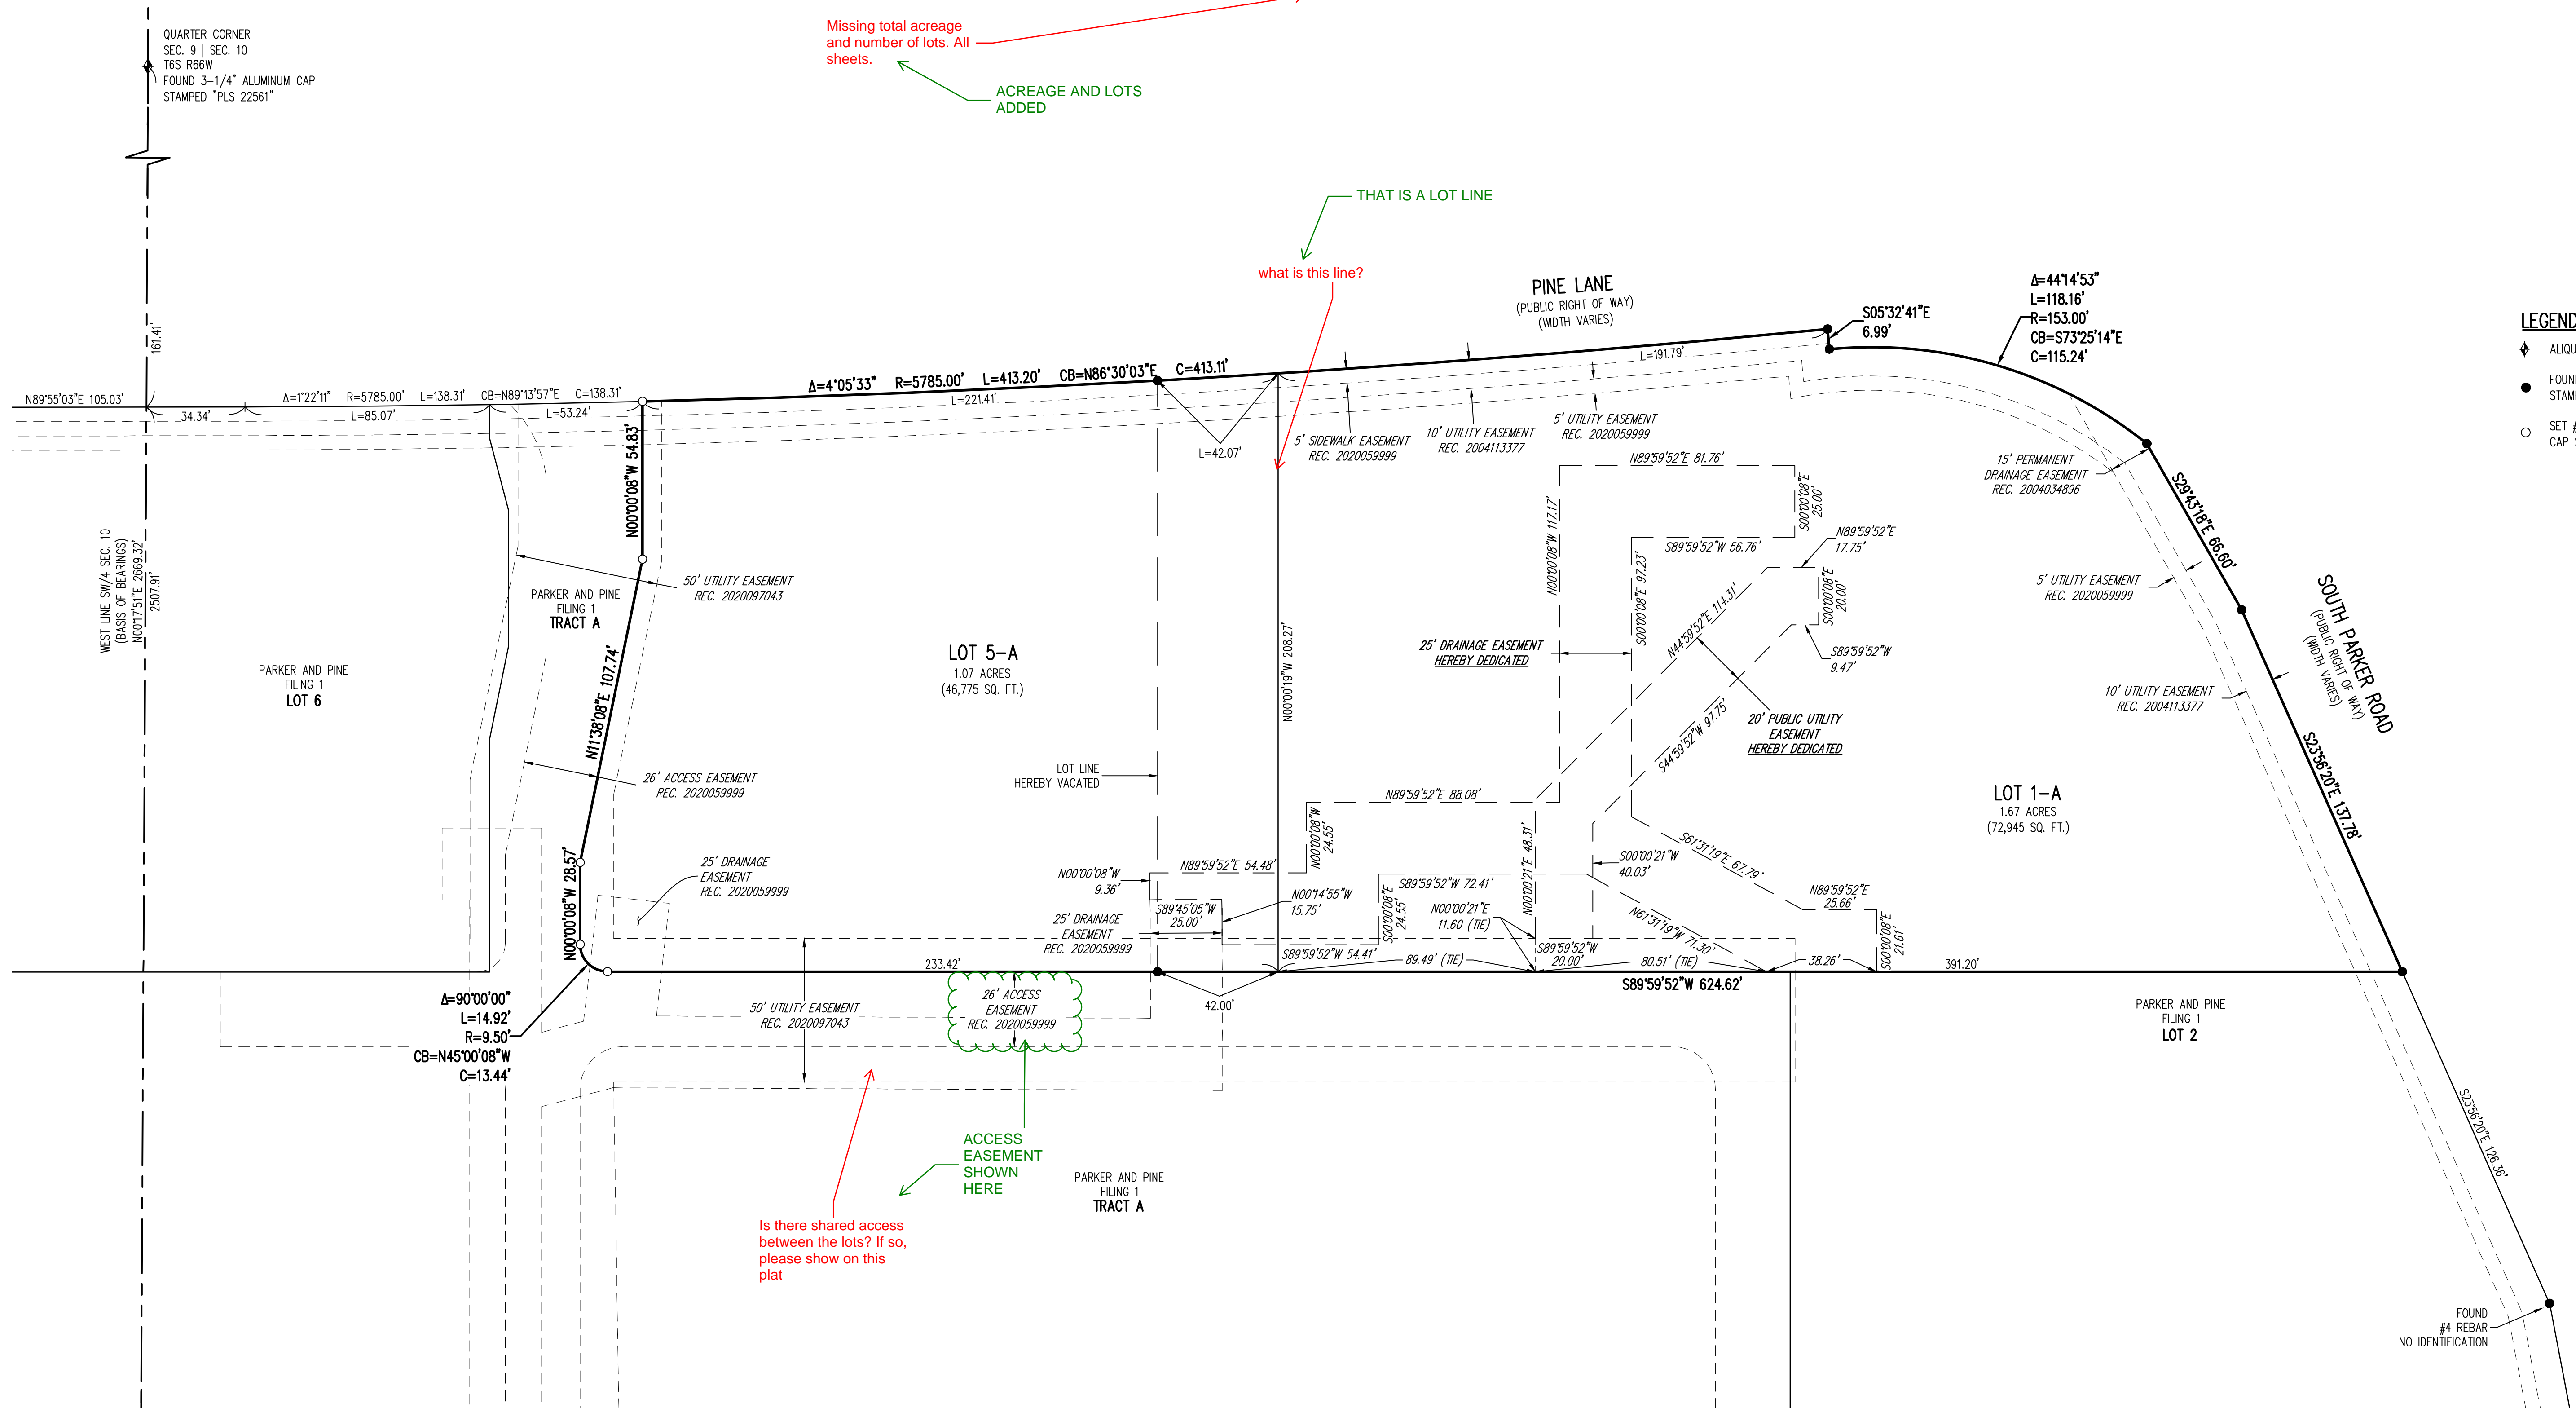 Missing total acreage
and number of lots. All
sheets.
ACREAGE AND LOTS
ADDED
QUARTER CORNER
SEC. 9 | SEC. 10
T6S R66W
FOUND 3-1/4" ALUMINUM CAP
STAMPED "PLS 22561"
THAT IS A LOT LINE
what is this line?
PINE LANE
(PUBLIC RIGHT OF WAY)
(WIDTH VARIES)
S05°32'41"E
6.99'
Δ=44°14'53"
L=118.16'
R=153.00'
CB=S73°25'14"E
C=115.24'
LEGEND
ALIQU
FOUN
STAM
SET #
CAP S
161.41'
N89°55'03"E 105.03'
34.34'
Δ=1°22'11" R=5785.00' L=138.31' CB=N89°13'57"E C=138.31'
L=85.07'
L=53.24'
Δ=4°05'33" R=5785.00' L=413.20' CB=N86°30'03"E C=413.11'
L=221.41'
L=191.79'
L=42.07'
5' SIDEWALK EASEMENT
REC. 2020059999
10' UTILITY EASEMENT
REC. 2004113377
5' UTILITY EASEMENT
REC. 2020059999
15' PERMANENT
DRAINAGE EASEMENT
REC. 2004034896
S29°43'18"E 66.60'
5' UTILITY EASEMENT
REC. 2020059999
SOUTH PARKER ROAD
(PUBLIC RIGHT OF WAY)
(WIDTH VARIES)
10' UTILITY EASEMENT
REC. 2004113377
S23°56'20"E 137.78'
WEST LINE SW/4 SEC. 10
(BASIS OF BEARINGS)
N00°17'51"E 2669.32'
2507.91'
N00°00'08"W 54.83'
50' UTILITY EASEMENT
REC. 2020097043
PARKER AND PINE
FILING 1
TRACT A
PARKER AND PINE
FILING 1
LOT 6
N11°38'08"E 107.74'
26' ACCESS EASEMENT
REC. 2020059999
LOT 5-A
1.07 ACRES
(46,775 SQ. FT.)
LOT LINE
HEREBY VACATED
N00°00'19"W 208.27'
N89°59'52"E 81.76'
S00°00'08"E
25.00'
N00°00'08"W 117.17'
S89°59'52"W 56.76'
S00°00'08"E 97.23'
N89°59'52"E
17.75'
S00°00'08"E
20.00'
N44°59'52"E 114.31'
S89°59'52"W
9.47'
25' DRAINAGE EASEMENT
HEREBY DEDICATED
20' PUBLIC UTILITY
EASEMENT
HEREBY DEDICATED
S44°59'52"W 97.75'
LOT 1-A
1.67 ACRES
(72,945 SQ. FT.)
N89°59'52"E 88.08'
N00°00'08"W
24.55'
N00°00'21"E 48.31'
S61°31'19"E 67.79'
S00°00'21"W
40.03'
N89°59'52"E
25.66'
S00°00'08"E
21.61'
N00°00'08"W 28.57'
25' DRAINAGE
EASEMENT
REC. 2020059999
N00°00'08"W
9.36'
N89°59'52"E 54.48'
S89°45'05"W
25.00'
N00°14'55"W
15.75'
25' DRAINAGE
EASEMENT
REC. 2020059999
S89°59'52"W 72.41'
S00°00'08"E
24.55'
N00°00'21"E
11.60 (TIE)
N61°31'19"W 71.30'
S89°59'52"W 54.41'
S89°59'52"W
20.00'
89.49' (TIE)
80.51' (TIE)
38.26'
391.20'
233.42'
S89°59'52"W 624.62'
42.00'
Δ=90°00'00"
L=14.92'
R=9.50'
CB=N45°00'08"W
C=13.44'
50' UTILITY EASEMENT
REC. 2020097043
26' ACCESS
EASEMENT
REC. 2020059999
PARKER AND PINE
FILING 1
LOT 2
S23°56'20"E 126.36'
ACCESS
EASEMENT
SHOWN
HERE
PARKER AND PINE
FILING 1
TRACT A
Is there shared access
between the lots? If so,
please show on this
plat
FOUND
#4 REBAR
NO IDENTIFICATION